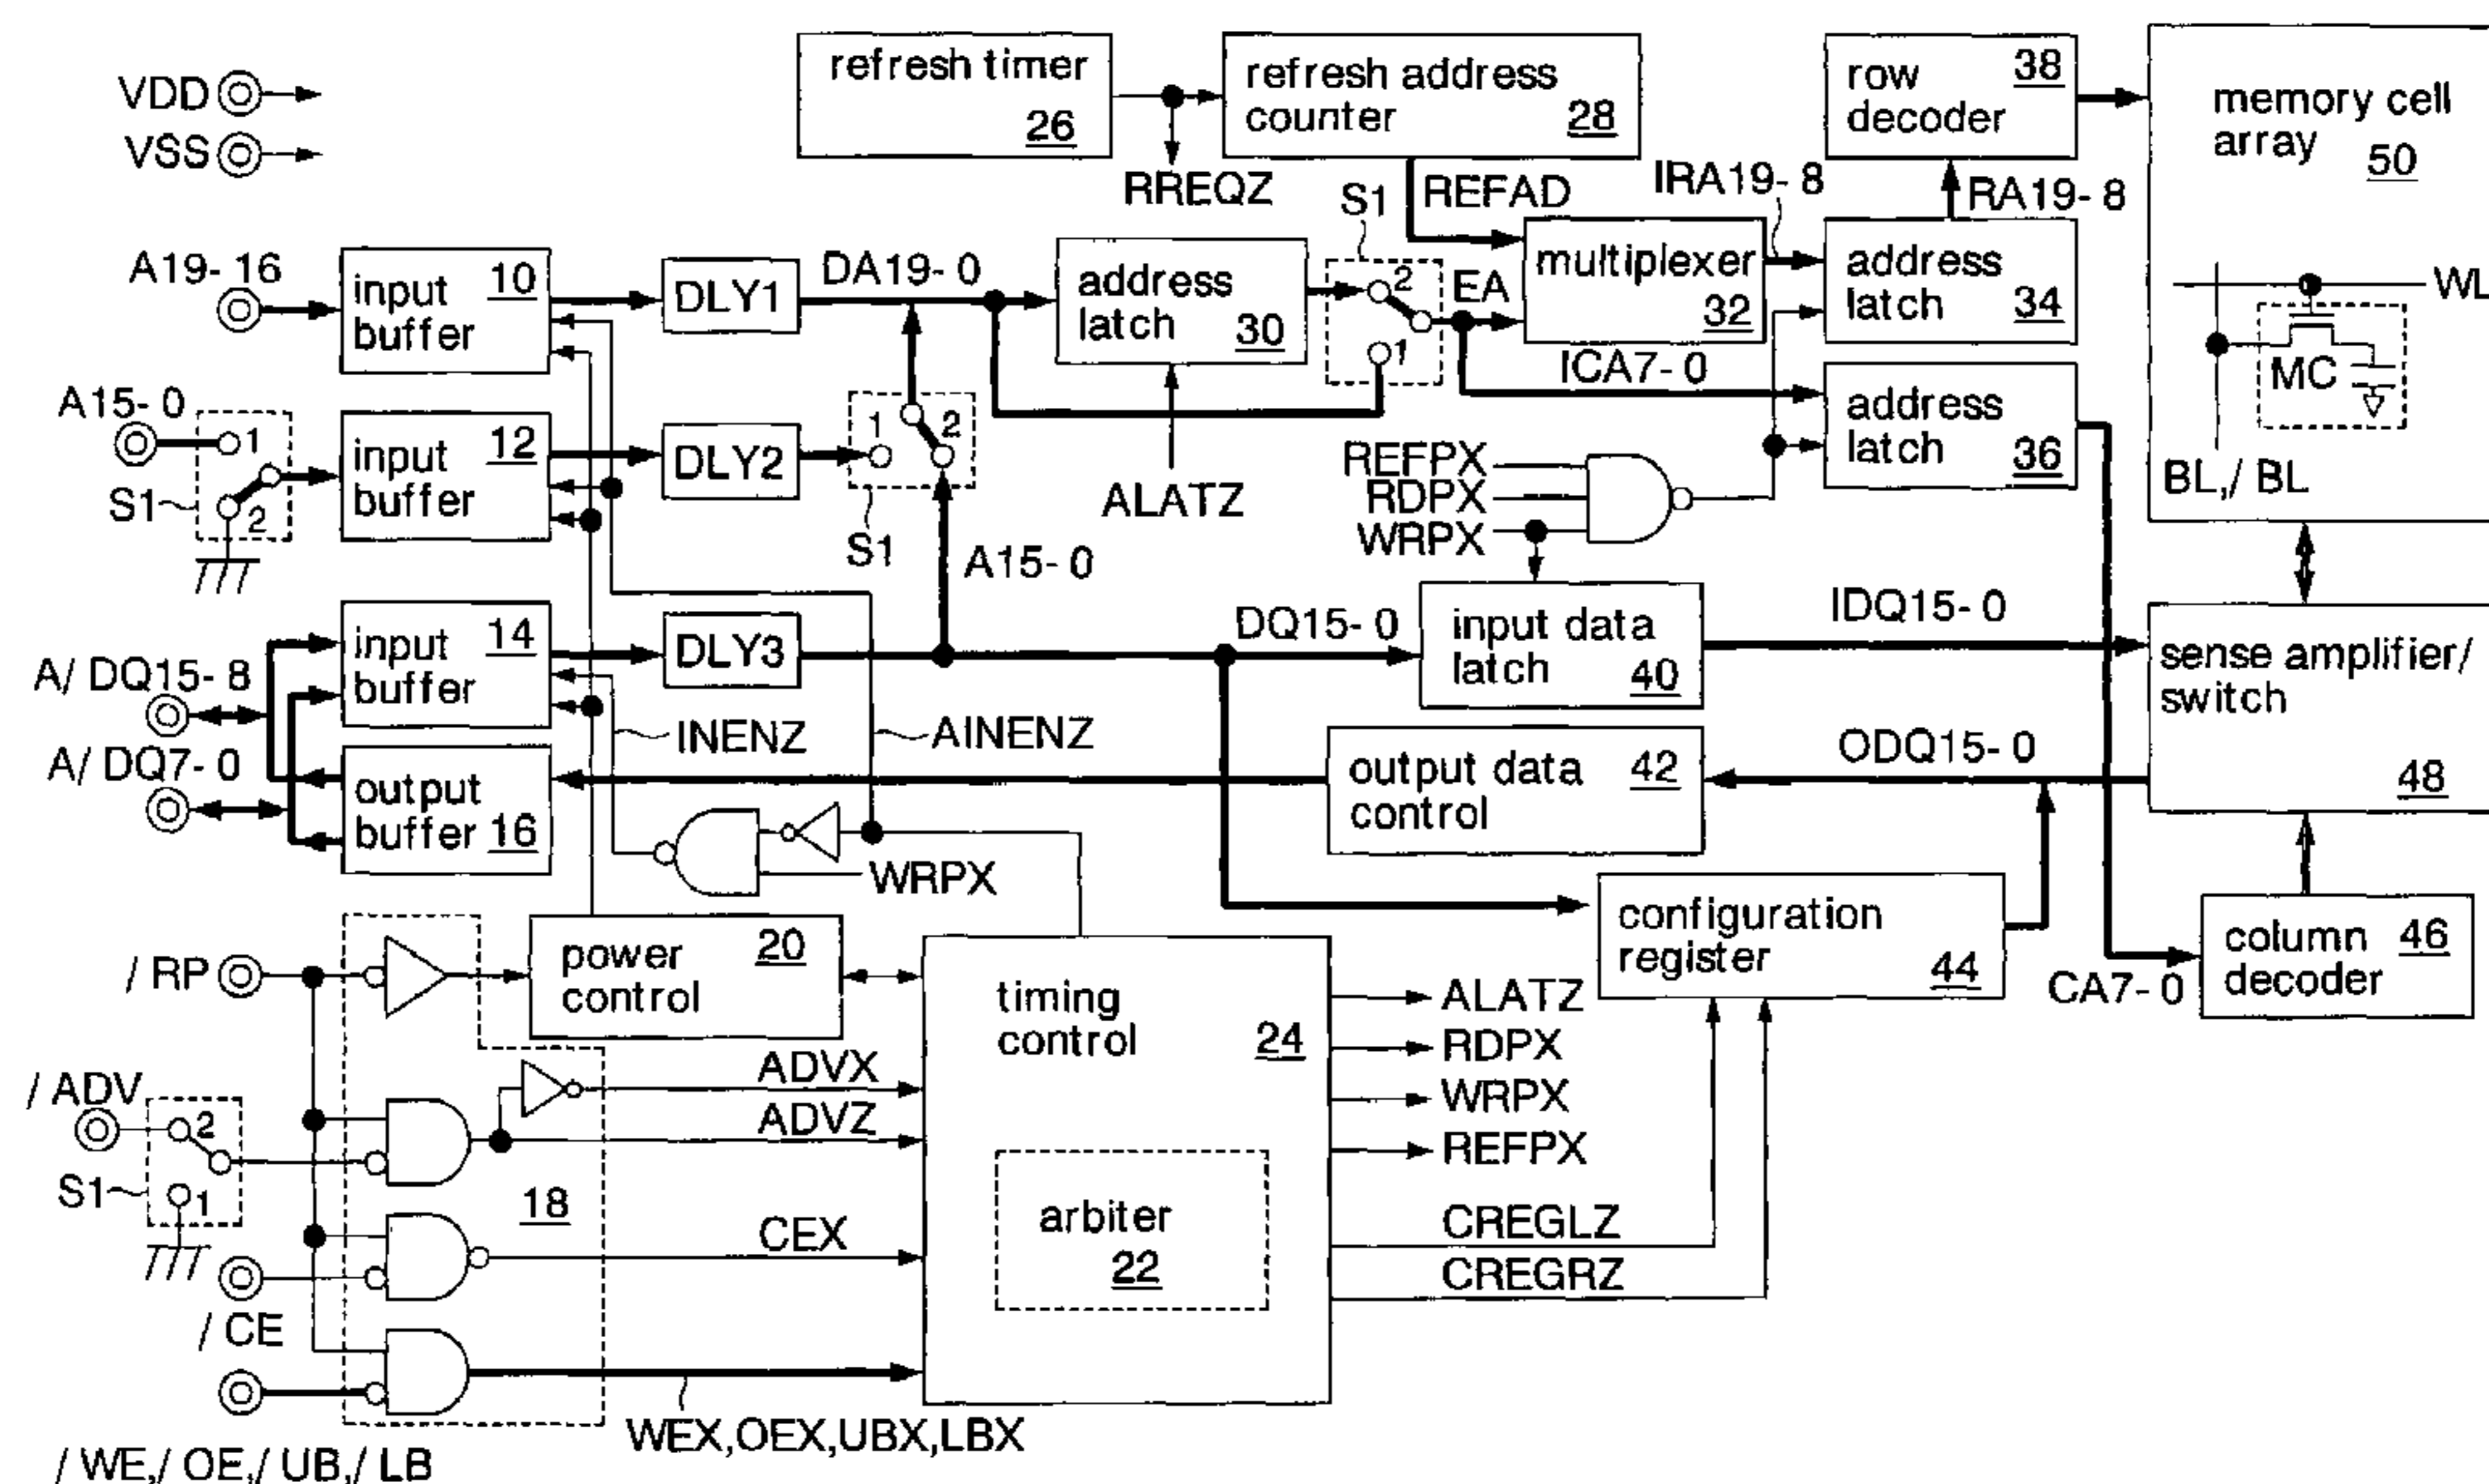 VDD
VSS
refresh timer
26
refresh address
counter
28
RREQZ
REFAD
row
decoder
38
memory cell
array
50
A19-16
input
buffer
10
DLY1
DA19-0
address
latch
30
S1
2
1
EA
multiplexer
32
IRA19-8
RA19-8
address
latch
34
WL
MC
BL,/BL
ICA7-0
address
latch
36
A15-0
1
2
S1
input
buffer
12
DLY2
1
2
S1
A15-0
ALATZ
REFPX
RDPX
WRPX
A/DQ15-8
A/DQ7-0
input
buffer
14
DLY3
DQ15-0
input data
latch
40
IDQ15-0
sense amplifier/
switch
48
INENZ
AINENZ
output
buffer
16
output data
control
42
ODQ15-0
WRPX
/RP
power
control
20
configuration
register
44
column
decoder
46
CA7-0
/ADV
2
1
S1
ADVX
ADVZ
18
timing
control
24
arbiter
22
ALATZ
RDPX
WRPX
REFPX
CREGLZ
CREGRZ
CEX
/CE
WEX,OEX,UBX,LBX
/WE,/OE,/UB,/LB